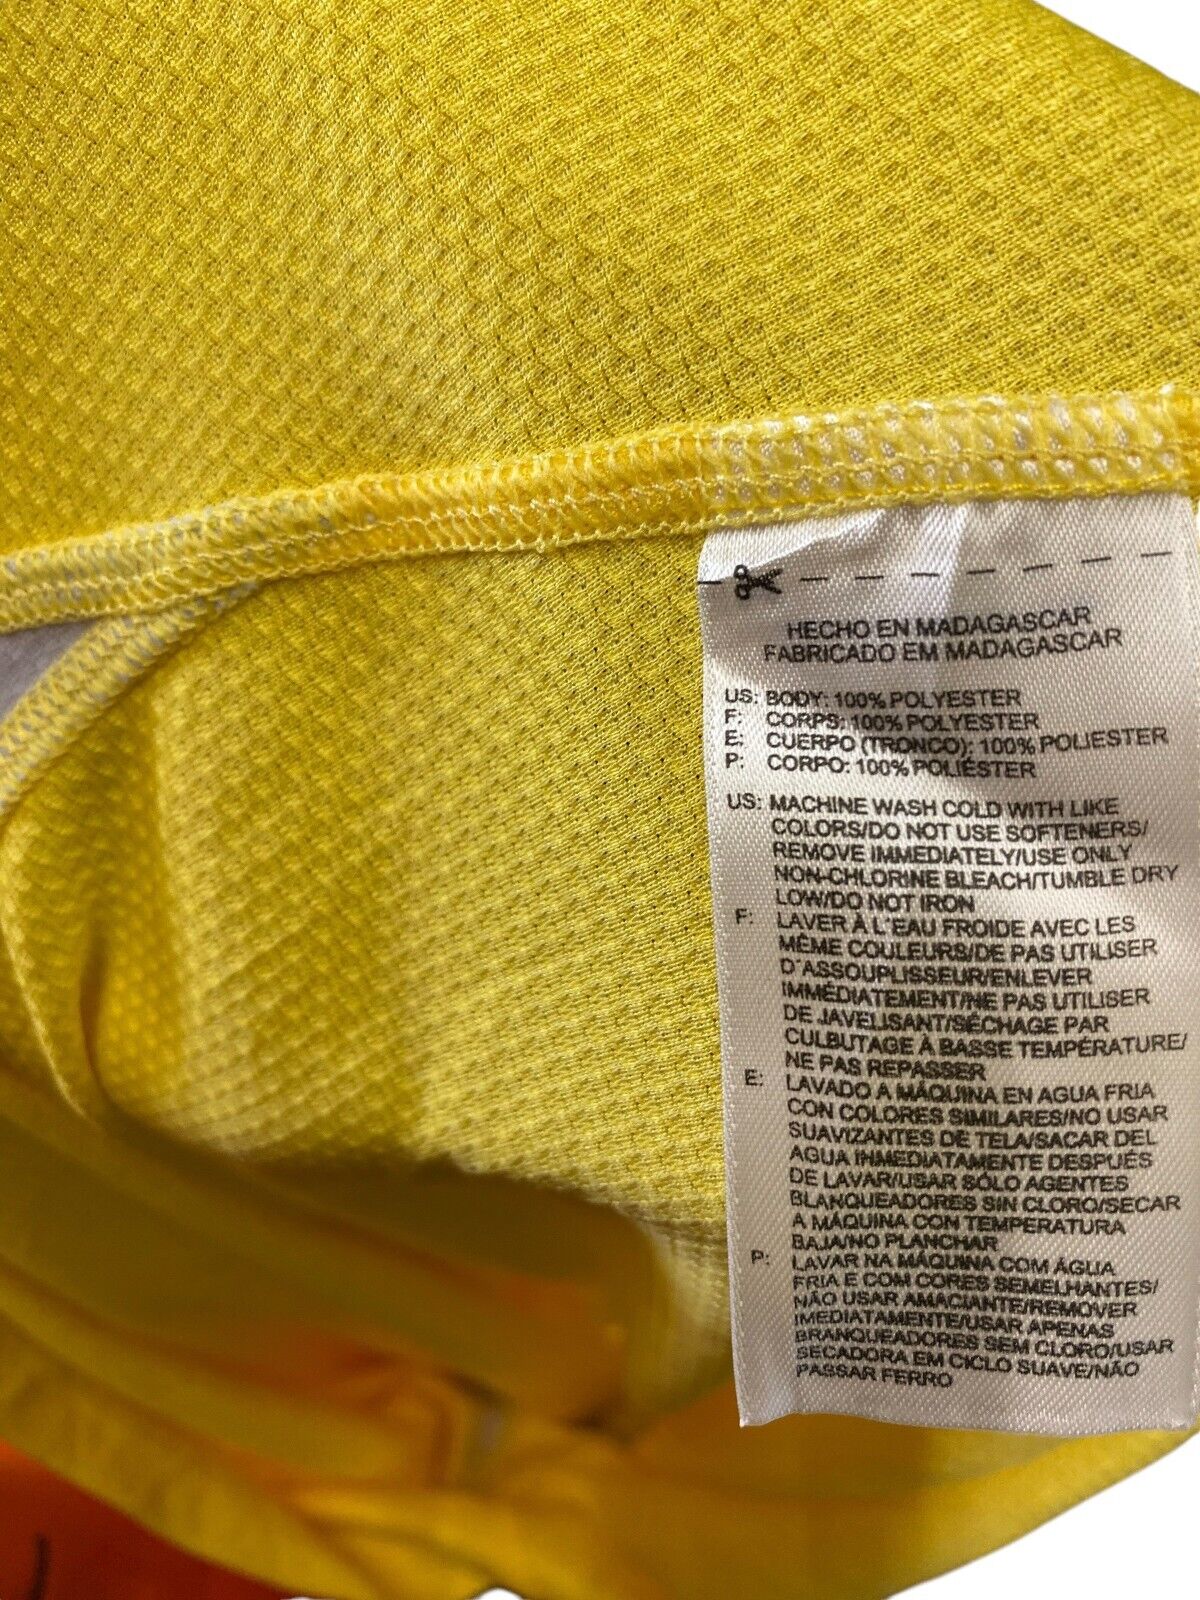 HECHO EN MADAGASCAR
FABRICADO EM MADAGASCAR
US: BODY: 100% POLYESTER
F: CORPS: 100% POLYESTER
E: CUERPO (TRONCO): 100% POLIESTER
P: CORPO: 100% POLIÉSTER
US: MACHINE WASH COLD WITH LIKE
COLORS/DO NOT USE SOFTENERS/
REMOVE IMMEDIATELY/USE ONLY
NON-CHLORINE BLEACH/TUMBLE DRY
LOW/DO NOT IRON
F: LAVER À L'EAU FROIDE AVEC LES
MÊME COULEURS/DE PAS UTILISER
D'ASSOUPLISSEUR/ENLEVER
IMMÉDIATEMENT/NE PAS UTILISER
DE JAVELISANT/SÉCHAGE PAR
CULBUTAGE À BASSE TEMPÉRATURE/
NE PAS REPASSER
E: LAVADO A MÁQUINA EN AGUA FRIA
CON COLORES SIMILARES/NO USAR
SUAVIZANTES DE TELA/SACAR DEL
AGUA INMEDIATAMENTE DESPUÉS
DE LAVAR/USAR SÓLO AGENTES
BLANQUEADORES SIN CLORO/SECAR
A MÁQUINA CON TEMPERATURA
BAJA/NO PLANCHAR
P: LAVAR NA MÁQUINA COM ÁGUA
FRIA E COM CORES SEMELHANTES/
NÃO USAR AMACIANTE/REMOVER
IMEDIATAMENTE/USAR APENAS
BRANQUEADORES SEM CLORO/USAR
SECADORA EM CICLO SUAVE/NÃO
PASSAR FERRO